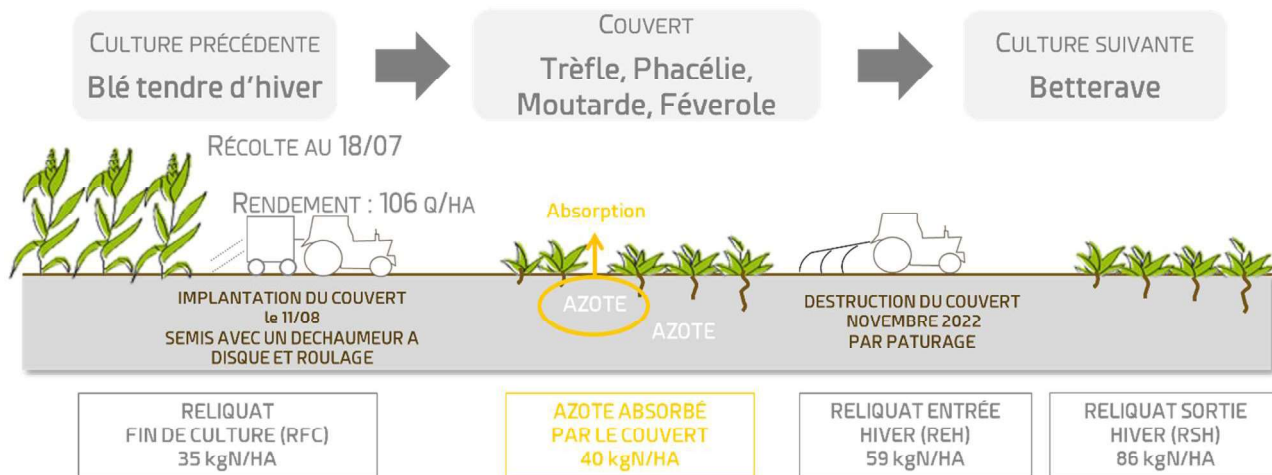 CULTURE PRÉCÉDENTE
Blé tendre d'hiver
COUVERT
Trèfle, Phacélie,
Moutarde, Féverole
CULTURE SUIVANTE
Betterave
RÉCOLTE AU 18/07
RENDEMENT : 106 Q/HA
Absorption
AZOTE
AZOTE
IMPLANTATION DU COUVERT
le 11/08
SEMIS AVEC UN DECHAUMEUR A
DISQUE ET ROULAGE
DESTRUCTION DU COUVERT
NOVEMBRE 2022
PAR PATURAGE
RELIQUAT
FIN DE CULTURE (RFC)
35 kgN/HA
AZOTE ABSORBÉ
PAR LE COUVERT
40 kgN/HA
RELIQUAT ENTRÉE
HIVER (REH)
59 kgN/HA
RELIQUAT SORTIE
HIVER (RSH)
86 kgN/HA